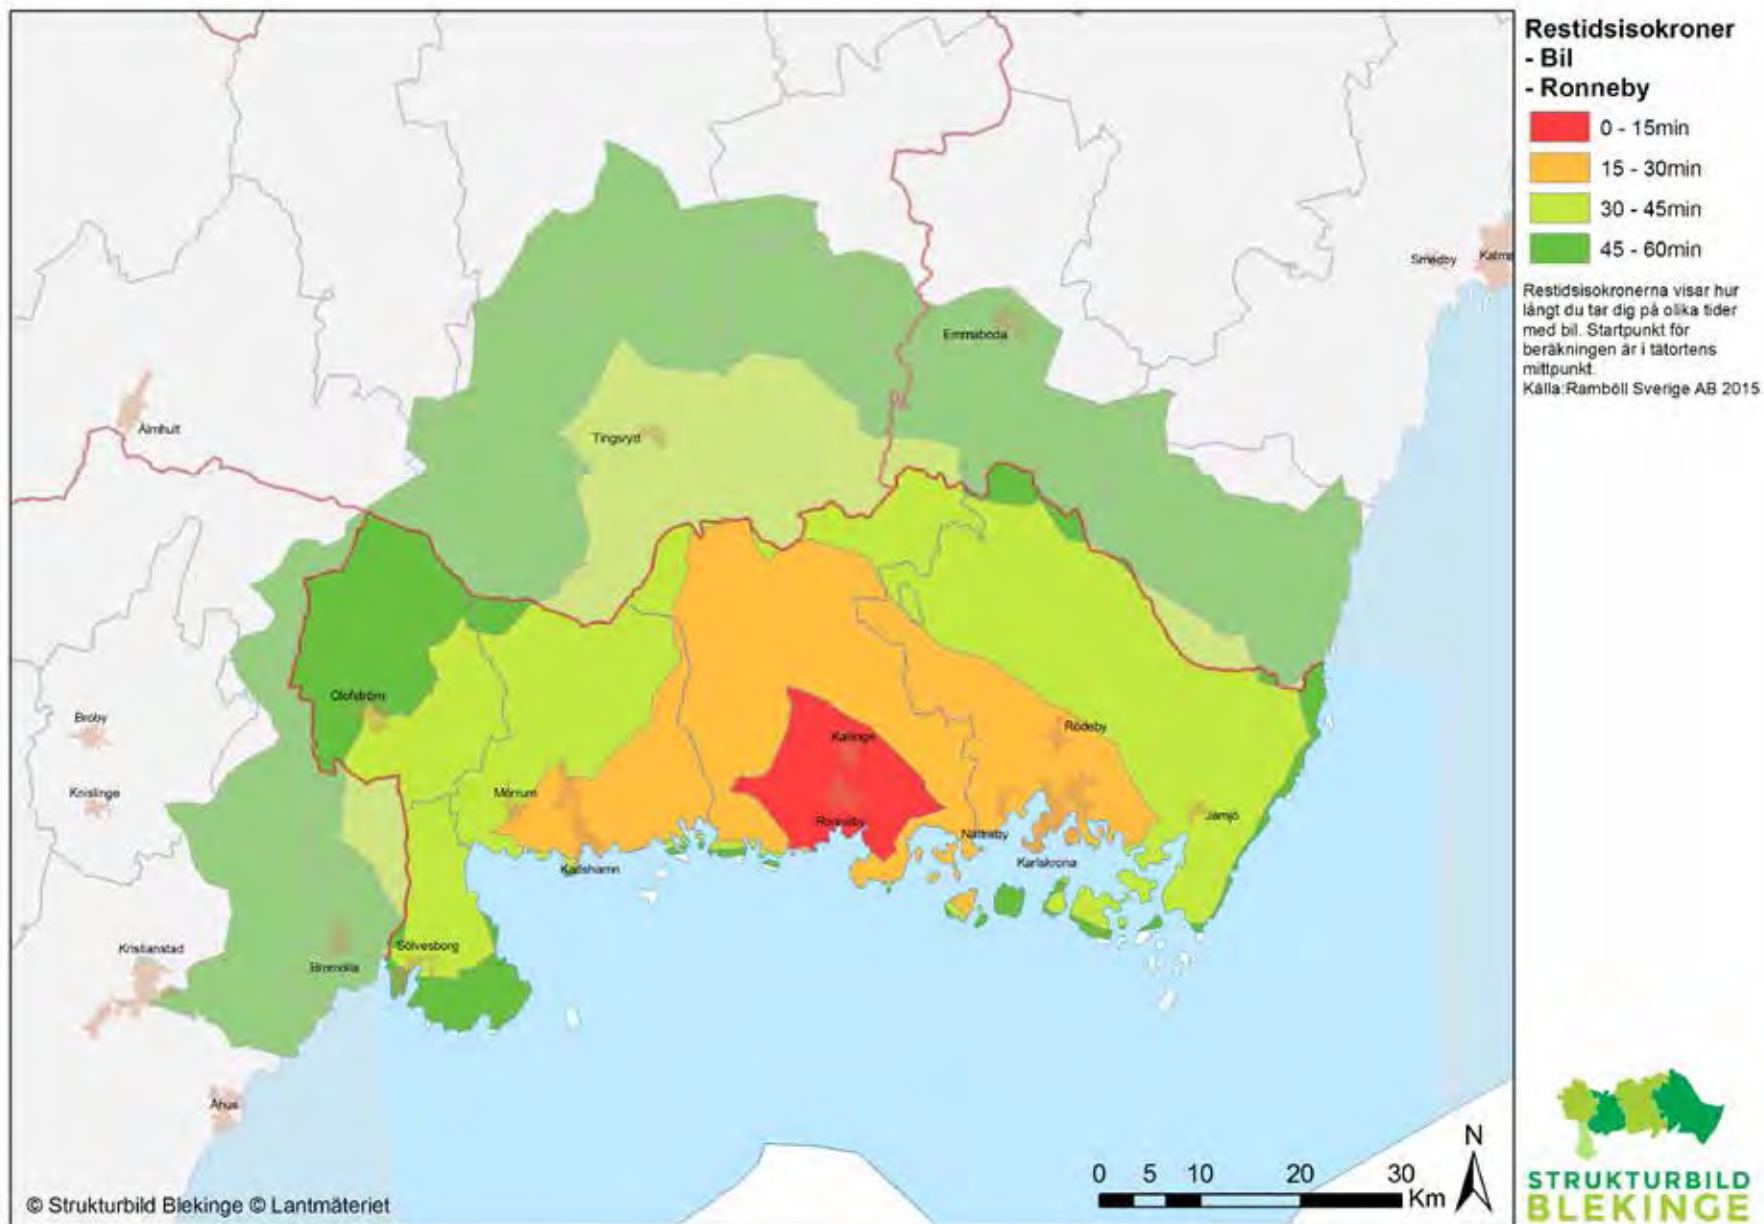 Restidsisokroner
- Bil
- Ronneby
0 - 15min
15 - 30min
30 - 45min
45 - 60min
Restidsisokronerna visar hur
långt du tar dig på olika tider
med bil. Startpunkt för
beräkningen är i tätortens
mittpunkt.
Källa:Ramböll Sverige AB 2015
Smedby
Kalma
Emmaboda
Älmhult
Tingsryd
Olofström
Broby
Knislinge
Kallinge
Rödeby
Mörrum
Ronneby
Jämjö
Nättraby
Karlshamn
Karlskrona
Kristianstad
Sölvesborg
Bromölla
Åhus
N
0 5 10 20 30
Km
© Strukturbild Blekinge © Lantmäteriet
STRUKTURBILD
BLEKINGE